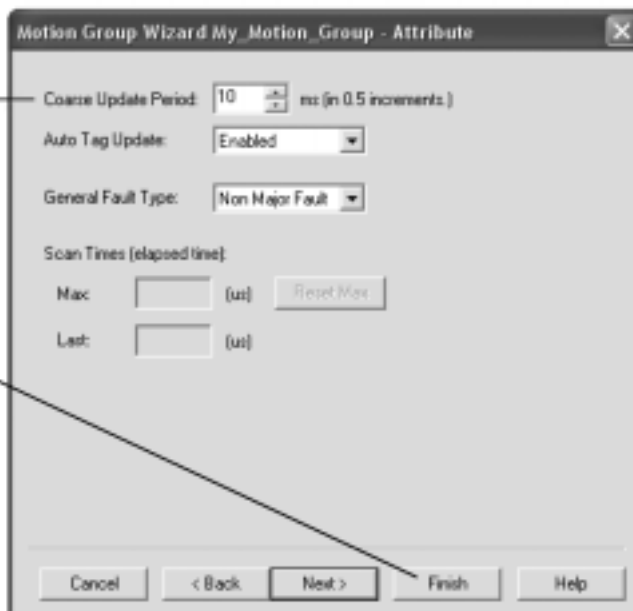 Motion Group Wizard My_Motion_Group - Attribute
Coarse Update Period: 10 ms (in 0.5 increments.)
Auto Tag Update: Enabled
General Fault Type: Non Major Fault
Scan Times (elapsed time):
Max: (us) Reset Max
Last: (us)
Cancel < Back Next > Finish Help